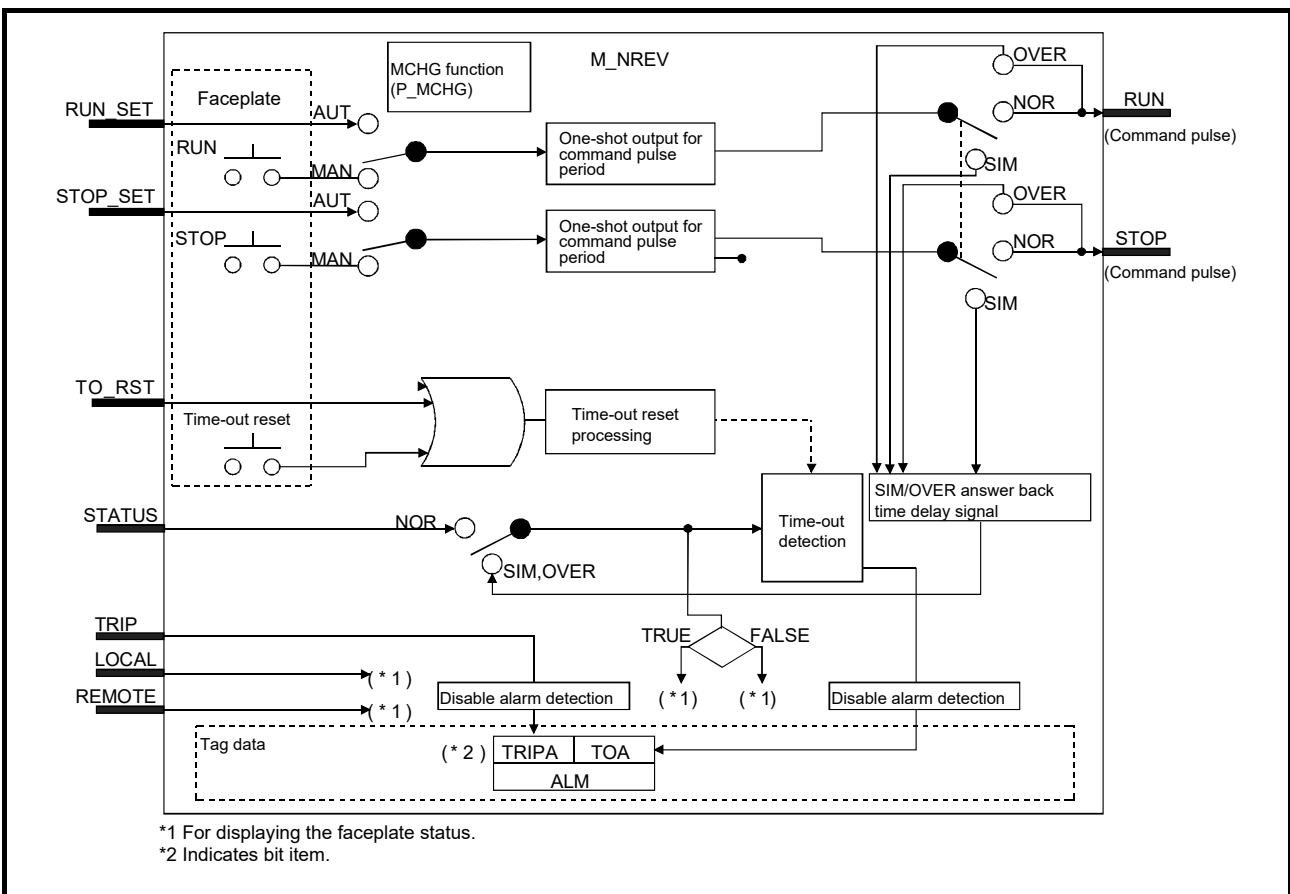 M_NREV
MCHG function
(P_MCHG)
Faceplate
RUN_SET
AUT
RUN
MAN
One-shot output for
command pulse
period
OVER
NOR
RUN
(Command pulse)
SIM
STOP_SET
AUT
STOP
MAN
One-shot output for
command pulse
period
OVER
NOR
STOP
(Command pulse)
SIM
TO_RST
Time-out reset
Time-out reset
processing
STATUS
NOR
SIM,OVER
Time-out
detection
SIM/OVER answer back
time delay signal
TRUE
FALSE
(*1)
(*1)
TRIP
LOCAL
(*1)
REMOTE
(*1)
Disable alarm detection
Disable alarm detection
Tag data
(*2)
TRIPA
TOA
ALM
*1 For displaying the faceplate status.
*2 Indicates bit item.